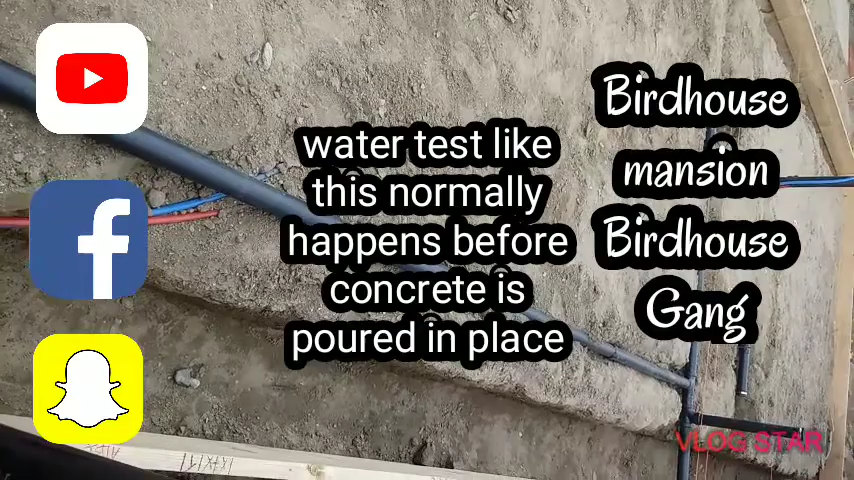 water test like
this normally
happens before
concrete is
poured in place
Birdhouse
mansion
Birdhouse
Gang
VLOG STAR